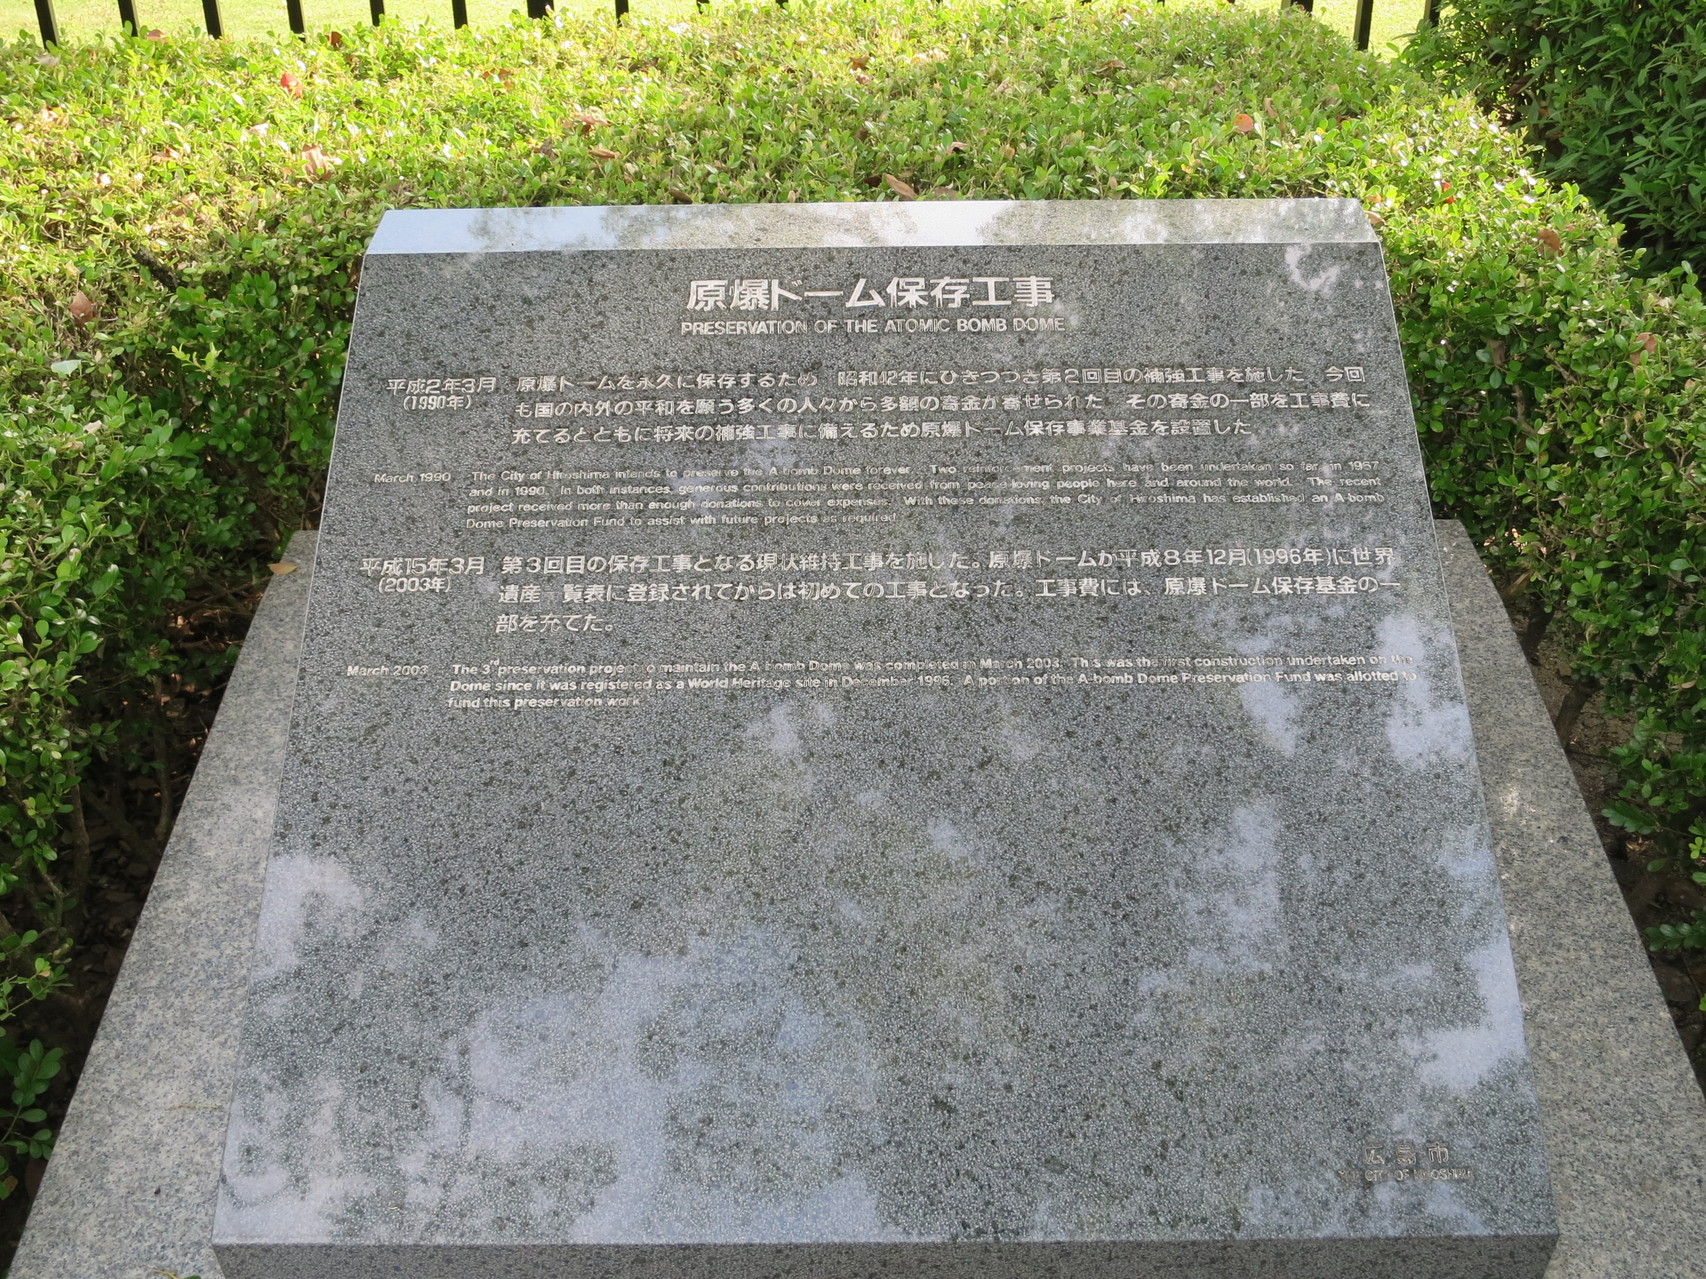 原爆ドーム保存工事
PRESERVATION OF THE ATOMIC BOMB DOME
平成2年3月 原爆ドームを永久に保存するため 昭和42年にひきつづき第2回目の補強工事を施した 今回
(1990年) も国の内外の平和を願う多くの人々から多額の寄金が寄せられた その寄金の一部を工事費に
充てるとともに将来の補強工事に備えるため原爆ドーム保存事業基金を設置した
March 1990 The City of Hiroshima intends to preserve the A-bomb Dome forever. Two reinforcement projects have been undertaken so far, in 1967
and in 1990. In both instances, generous contributions were received from peace-loving people here and around the world. The recent
project received more than enough donations to cover expenses. With these donations, the City of Hiroshima has established an A-bomb
Dome Preservation Fund to assist with future projects as required.
平成15年3月 第3回目の保存工事となる現状維持工事を施した。原爆ドームが平成8年12月(1996年)に世界
(2003年) 遺産一覧表に登録されてからは初めての工事となった。工事費には、原爆ドーム保存基金の一
部を充てた。
March 2003 The 3rd preservation project to maintain the A-bomb Dome was completed in March 2003. This was the first construction undertaken on the
Dome since it was registered as a World Heritage site in December 1996. A portion of the A-bomb Dome Preservation Fund was allotted to
fund this preservation work.
広島市
THE CITY OF HIROSHIMA